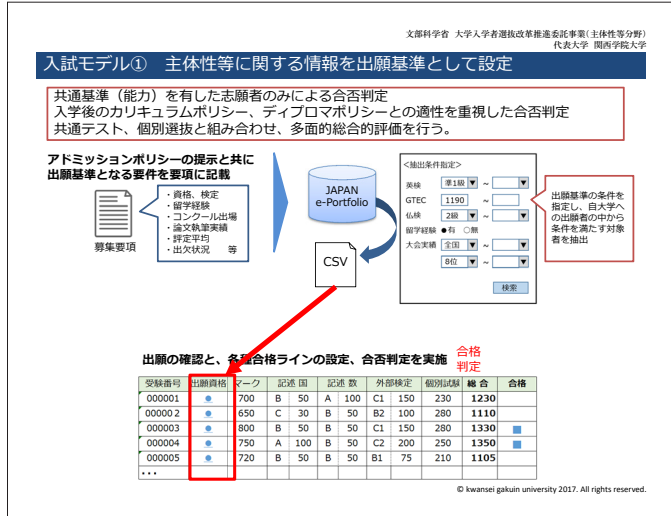 文部科学省 大学入学者選抜改革推進委託事業(主体性等分野)
代表大学 関西学院大学
入試モデル① 主体性等に関する情報を出願基準として設定
共通基準（能力）を有した志願者のみによる合否判定
入学後のカリキュラムポリシー、ディプロマポリシーとの適性を重視した合否判定
共通テスト、個別選抜と組み合わせ、多面的総合的評価を行う。
アドミッションポリシーの提示と共に
出願基準となる要件を要項に記載
募集要項
・資格、検定
・留学経験
・コンクール出場
・論文執筆実績
・評定平均
・出欠状況 等
JAPAN
e-Portfolio
CSV
<抽出条件指定>
英検 準1級 ▼ ~ ▼
GTEC 1190 ~
仏検 2級 ▼ ~ ▼
留学経験 ●有 ○無
大会実績 全国 ▼ ~ ▼
8位 ▼ ~ ▼
検索
出願基準の条件を
指定し、自大学へ
の出願者の中から
条件を満たす対象
者を抽出
出願の確認と、各種合格ラインの設定、合否判定を実施
合格
判定
受験番号 出願資格 マーク 記述 国 記述 数 外部検定 個別試験 総 合 合格
000001 ● 700 B 50 A 100 C1 150 230 1230
000002 ● 650 C 30 B 50 B2 100 280 1110
000003 ● 800 B 50 B 50 C1 150 280 1330 ■
000004 ● 750 A 100 B 50 C2 200 250 1350 ■
000005 ● 720 B 50 B 50 B1 75 210 1105
・・・
© kwansei gakuin university 2017. All rights reserved.